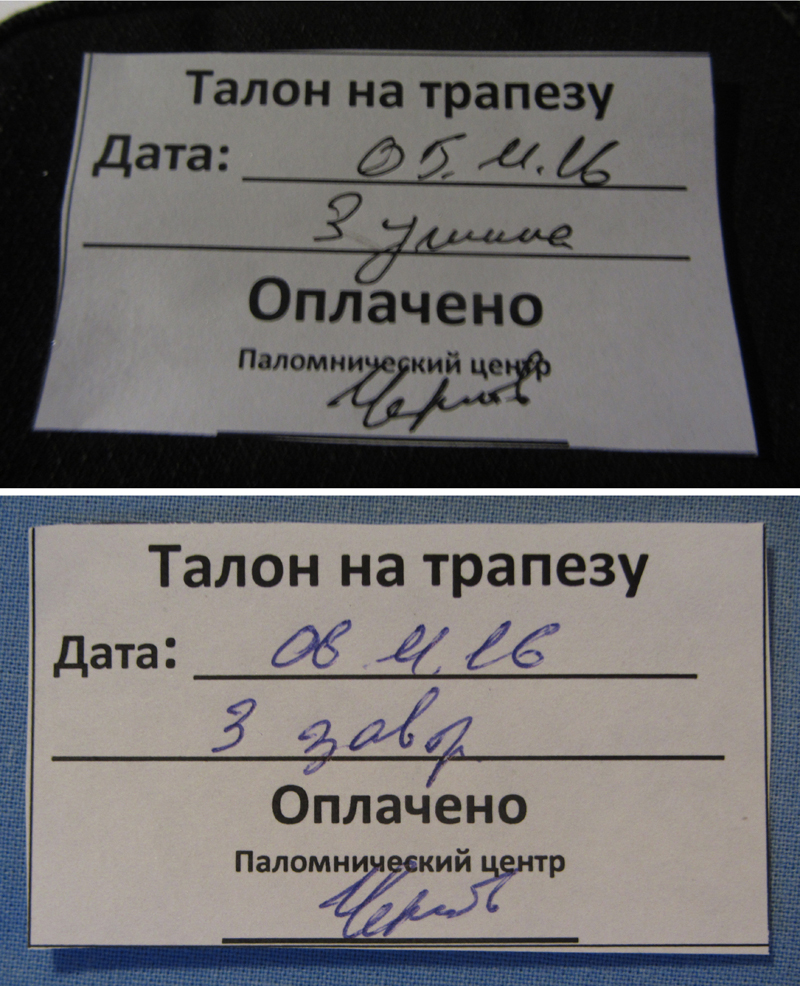 Талон на трапезу
Дата: 05.11.16
3 ужина
Оплачено
Паломнический центр
Талон на трапезу
Дата: 06 11.16
3 завтр
Оплачено
Паломнический центр